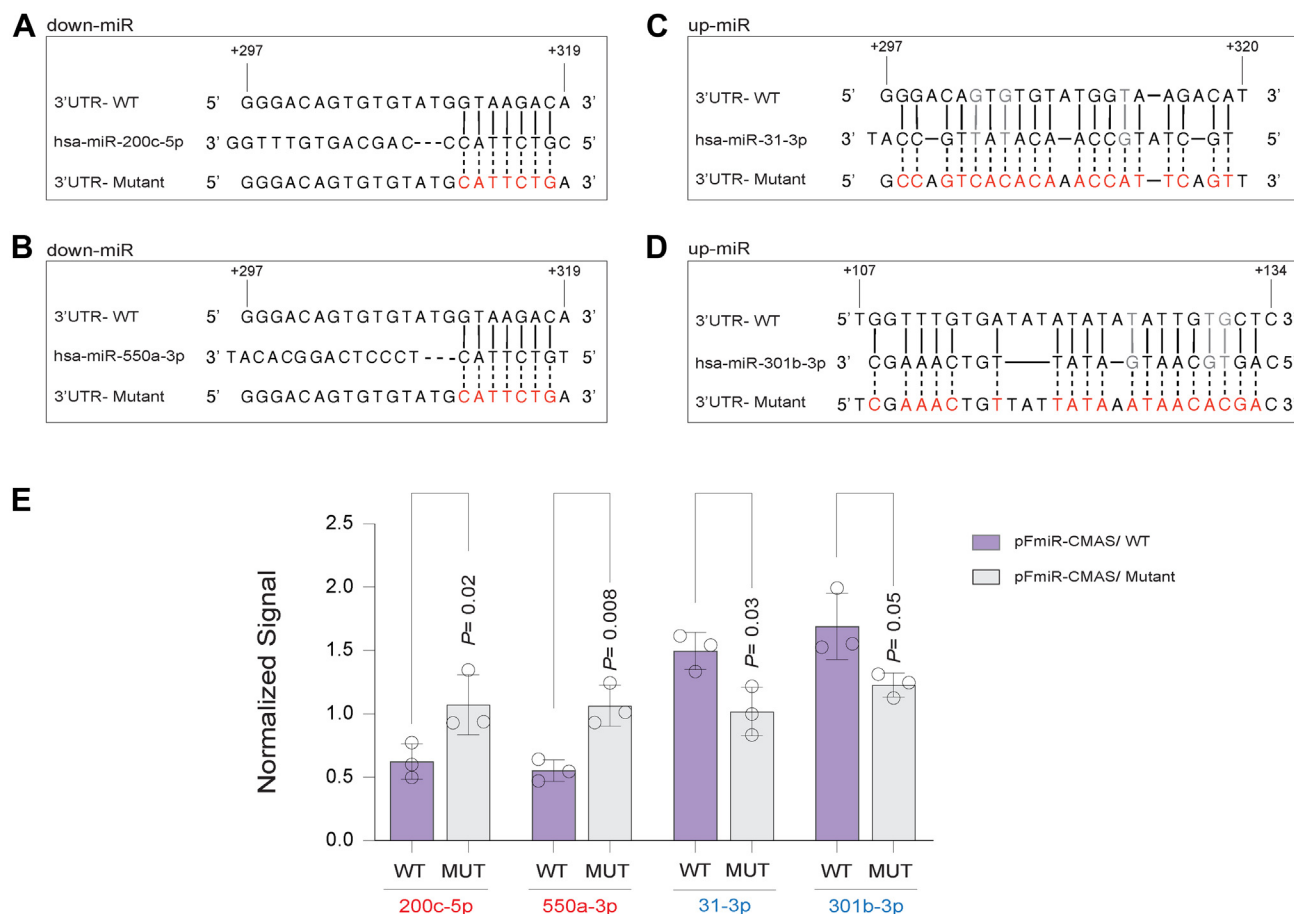 A down-miR
+297 +319
3'UTR- WT 5' GGGACAGTGTGTATGGTAAGACA 3'
hsa-miR-200c-5p 3' GGTTTGTGACGAC---CCATTCTGC 5'
3'UTR- Mutant 5' GGGACAGTGTGTATGCATTCTGA 3'
B down-miR
+297 +319
3'UTR- WT 5' GGGACAGTGTGTATGGTAAGACA 3'
hsa-miR-550a-3p 3' TACACGGACTCCCT---CATTCTGT 5'
3'UTR- Mutant 5' GGGACAGTGTGTATGCATTCTGA 3'
C up-miR
+297 +320
3'UTR- WT 5' GGGACAGTGTGTATGGTA–AGACAT 3'
hsa-miR-31-3p 3' TACC–GTTATACA–ACCGTATC–GT 5'
3'UTR- Mutant 5' GCCAGTCACACAAACCAT–TCAGTT 3'
D up-miR
+107 +134
3'UTR- WT 5'TGGTTTGTGATATATATATATTGTGCTC3
hsa-miR-301b-3p 3' CGAAACTGT——TATA–GTAACGTGAC5
3'UTR- Mutant 5'TCGAAACTGTTATTATAAATAACACGAC3
E
Normalized Signal
2.5
2.0
1.5
1.0
0.5
0.0
P= 0.02
P= 0.008
P= 0.03
P= 0.05
pFmiR-CMAS/ WT
pFmiR-CMAS/ Mutant
WT MUT WT MUT WT MUT WT MUT
200c-5p 550a-3p 31-3p 301b-3p